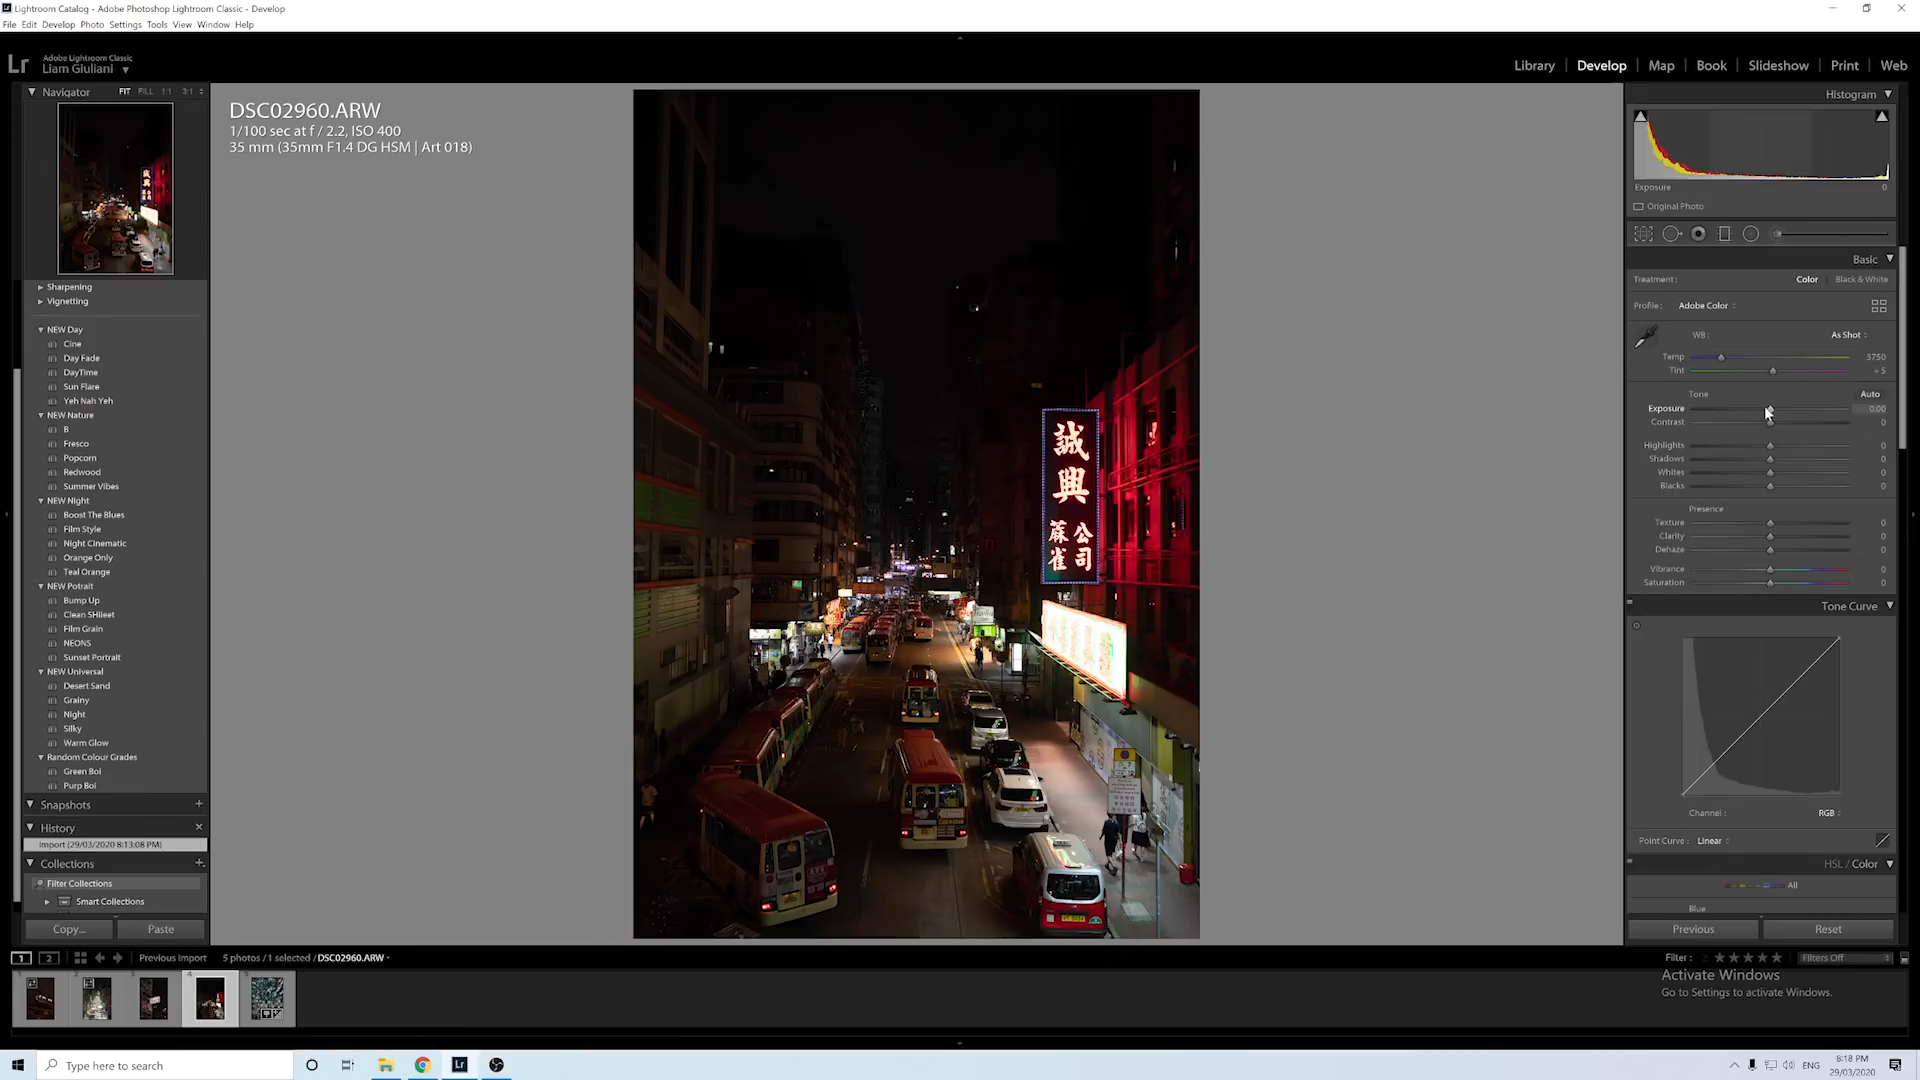 Lightroom Catalog - Adobe Photoshop Lightroom Classic - Develop
File Edit Develop Photo Settings Tools View Window Help
Lr
Adobe Lightroom Classic
Liam Giuliani
Library | Develop | Map | Book | Slideshow | Print | Web
Navigator FIT FILL 1:1 3:1
Sharpening
Vignetting
NEW Day
Cine
Day Fade
DayTime
Sun Flare
Yeh Nah Yeh
NEW Nature
B
Fresco
Popcorn
Redwood
Summer Vibes
NEW Night
Boost The Blues
Film Style
Night Cinematic
Orange Only
Teal Orange
NEW Potrait
Bump Up
Clean SHileet
Film Grain
NEONS
Sunset Portrait
NEW Universal
Desert Sand
Grainy
Night
Silky
Warm Glow
Random Colour Grades
Green Boi
Purp Boi
Snapshots +
History ×
Import (29/03/2020 8:13:08 PM)
Collections +
Filter Collections
Smart Collections
Copy... Paste
DSC02960.ARW
1/100 sec at f / 2.2, ISO 400
35 mm (35mm F1.4 DG HSM | Art 018)
誠
興
蔴 公
雀 司
Histogram
Exposure 0
Original Photo
Basic
Treatment : Color | Black & White
Profile : Adobe Color
WB : As Shot
Temp 3750
Tint + 5
Tone Auto
Exposure 0.00
Contrast 0
Highlights 0
Shadows 0
Whites 0
Blacks 0
Presence
Texture 0
Clarity 0
Dehaze 0
Vibrance 0
Saturation 0
Tone Curve
Channel : RGB
Point Curve : Linear
HSL / Color
All
Blue
Previous Reset
1 2 Previous Import 5 photos / 1 selected / DSC02960.ARW
Filter : Filters Off
1 2 3 4 5
Activate Windows
Go to Settings to activate Windows.
Type here to search
Lr
ENG
8:18 PM
29/03/2020